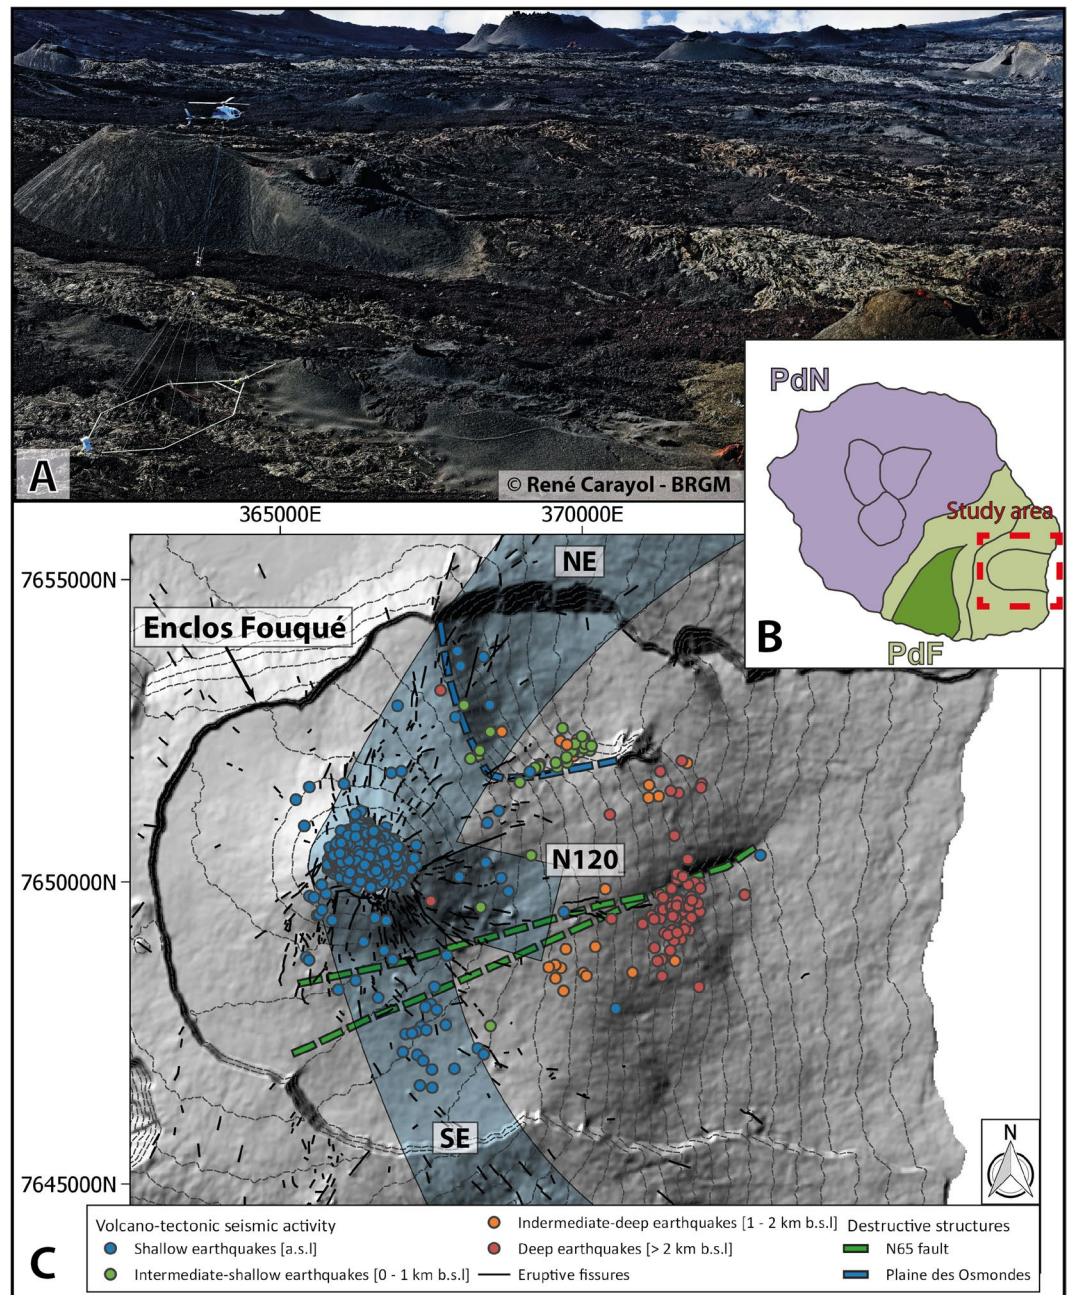 A
© René Carayol - BRGM
PdN
Study area
B
PdF
365000E
370000E
7655000N
7650000N
7645000N
NE
Enclos Fouqué
N120
SE
N
C
Volcano-tectonic seismic activity
Shallow earthquakes [a.s.l]
Intermediate-shallow earthquakes [0 - 1 km b.s.l]
Indermediate-deep earthquakes [1 - 2 km b.s.l]
Deep earthquakes [> 2 km b.s.l]
Eruptive fissures
Destructive structures
N65 fault
Plaine des Osmondes